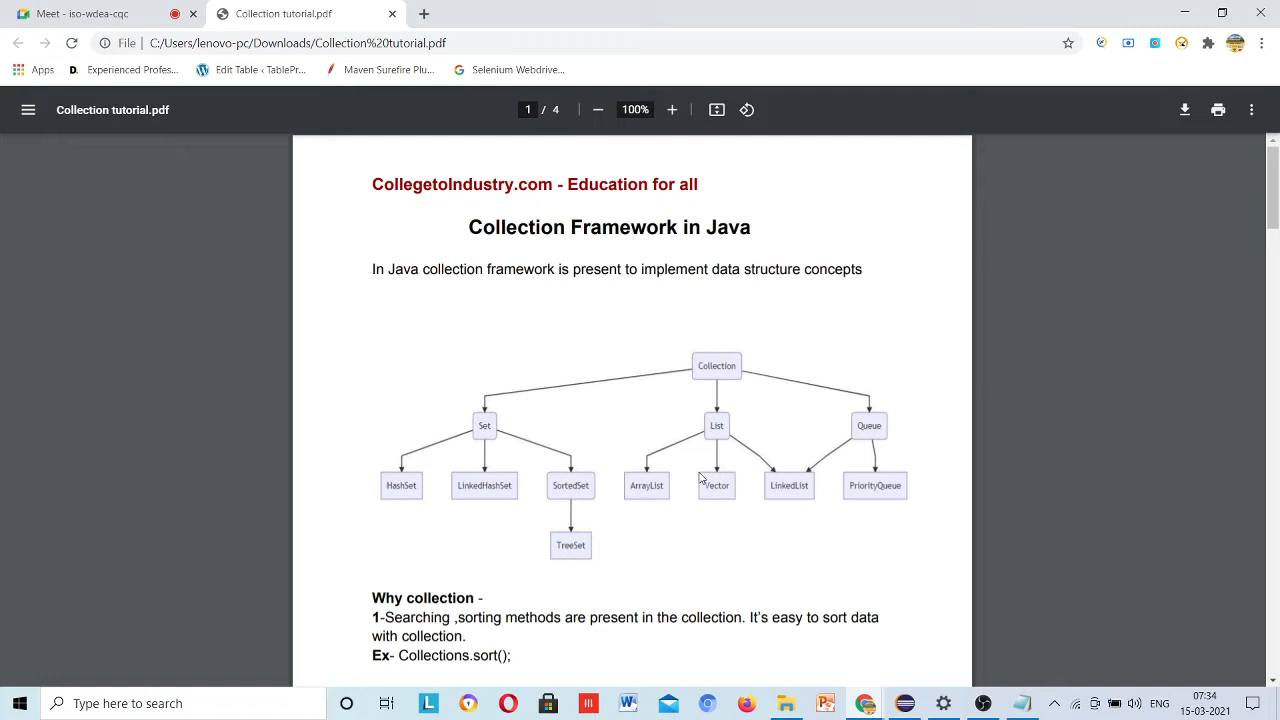 Meet - iso-wdea-cqc
Collection tutorial.pdf
File
C:/Users/lenovo-pc/Downloads/Collection%20tutorial.pdf
Apps
D. Experienced Profes...
Edit Table ‹ TablePr...
Maven Surefire Plu...
Selenium Webdrive...
Collection tutorial.pdf
1 / 4
100%
CollegetoIndustry.com - Education for all
Collection Framework in Java
In Java collection framework is present to implement data structure concepts
Collection
Set
List
Queue
HashSet
LinkedHashSet
SortedSet
ArrayList
Vector
LinkedList
PriorityQueue
TreeSet
Why collection -
1-Searching ,sorting methods are present in the collection. It's easy to sort data
with collection.
Ex- Collections.sort();
Type here to search
ENG
07:34
15-03-2021